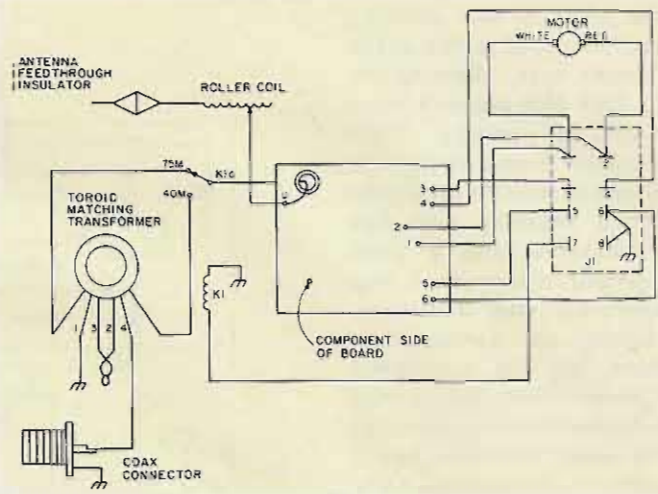 MOTOR
WHITE
RED
ANTENNA
FEEDTHROUGH
INSULATOR
ROLLER COIL
75M
K1a
40M
TOROID
MATCHING
TRANSFORMER
3
4
2
1
5
6
1
2
3
4
5
6
7
8
J1
K1
COMPONENT SIDE
OF BOARD
1
3
2
4
COAX
CONNECTOR